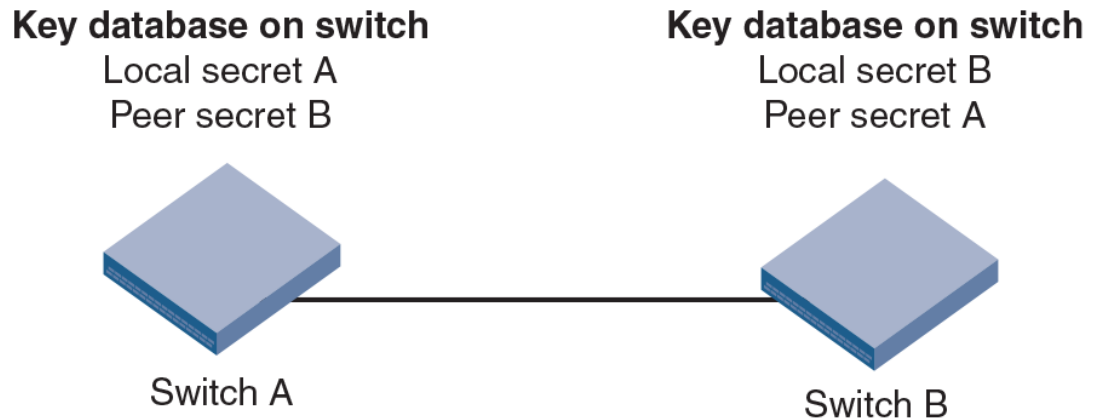 Key database on switch
Local secret A
Peer secret B
Key database on switch
Local secret B
Peer secret A
Switch A
Switch B